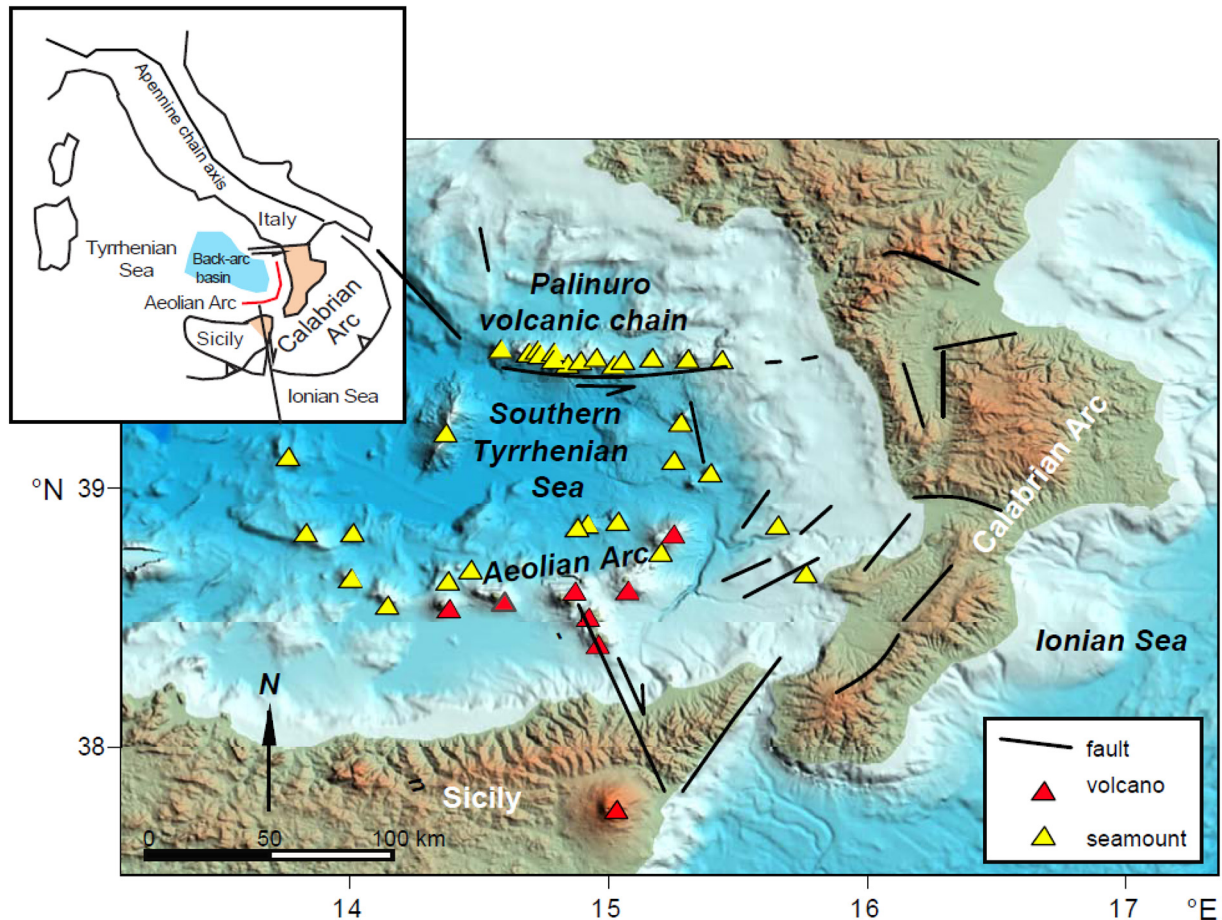 Apennine chain axis
Italy
Tyrrhenian
Sea
Back-arc
basin
Aeolian Arc
Sicily
Calabrian
Arc
Ionian Sea
Palinuro
volcanic chain
Southern
Tyrrhenian
Sea
Aeolian Arc
Calabrian Arc
Ionian Sea
Sicily
N
0 50 100 km
fault
volcano
seamount
°N 39
38
14 15 16 17 °E